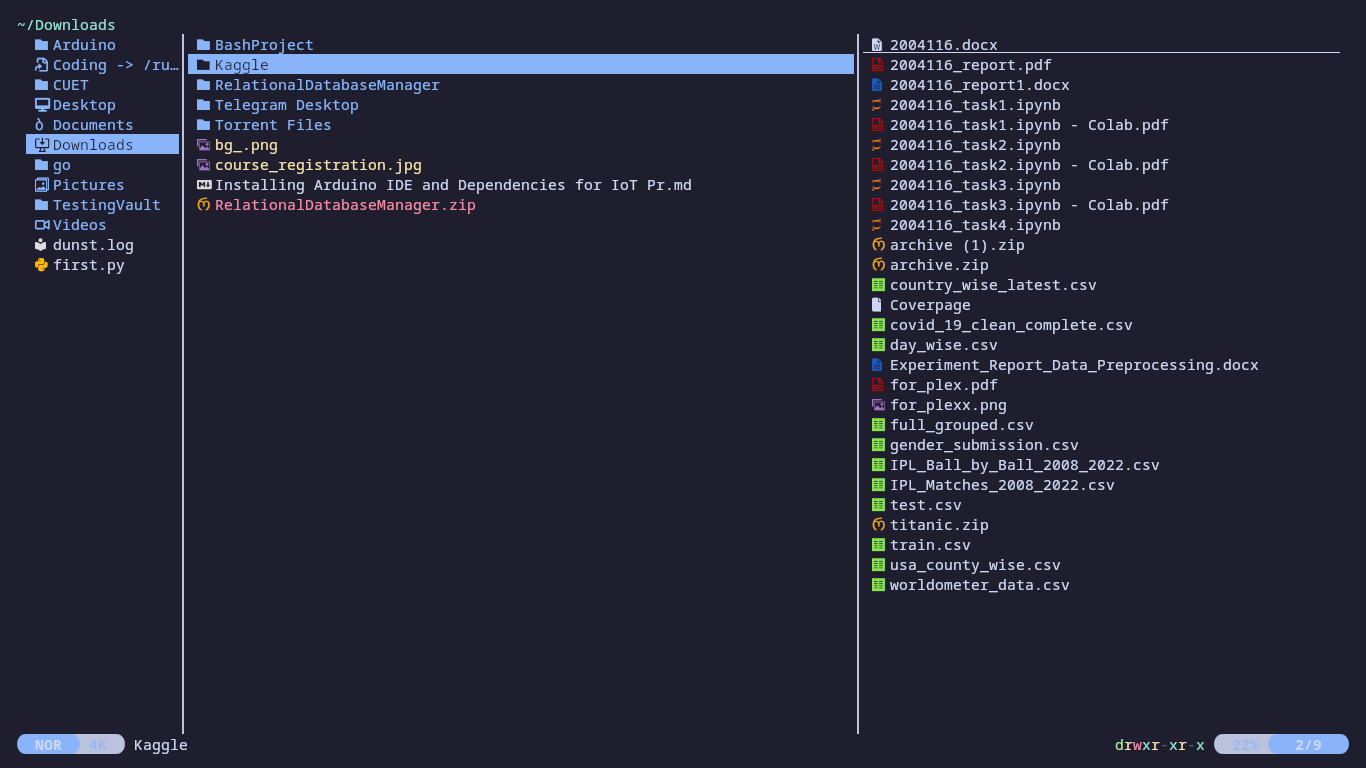 ~/Downloads
Arduino
Coding -> /ru…
CUET
Desktop
Documents
Downloads
go
Pictures
TestingVault
Videos
dunst.log
first.py
BashProject
Kaggle
RelationalDatabaseManager
Telegram Desktop
Torrent Files
bg_.png
course_registration.jpg
Installing Arduino IDE and Dependencies for IoT Pr.md
RelationalDatabaseManager.zip
2004116.docx
2004116_report.pdf
2004116_report1.docx
2004116_task1.ipynb
2004116_task1.ipynb - Colab.pdf
2004116_task2.ipynb
2004116_task2.ipynb - Colab.pdf
2004116_task3.ipynb
2004116_task3.ipynb - Colab.pdf
2004116_task4.ipynb
archive (1).zip
archive.zip
country_wise_latest.csv
Coverpage
covid_19_clean_complete.csv
day_wise.csv
Experiment_Report_Data_Preprocessing.docx
for_plex.pdf
for_plexx.png
full_grouped.csv
gender_submission.csv
IPL_Ball_by_Ball_2008_2022.csv
IPL_Matches_2008_2022.csv
test.csv
titanic.zip
train.csv
usa_county_wise.csv
worldometer_data.csv
NOR 4K Kaggle drwxr-xr-x 22% 2/9